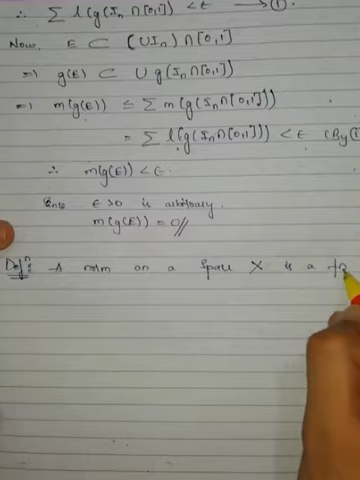 ∴ ∑ l(g(Iₙ ∩ [0,1])) < ϵ → ①.
Now, E ⊂ (∪Iₙ) ∩ [0,1]
⇒ g(E) ⊂ ∪ g(Iₙ ∩ [0,1])
⇒ m(g(E)) ≤ ∑ m(g(Iₙ ∩ [0,1]))
= ∑ l(g(Iₙ ∩ [0,1])) < ϵ (By ①
∴ m(g(E)) < ϵ.
Since ϵ > 0 is arbitrary.
m(g(E)) = 0//
Defⁿ: A norm on a space X is a